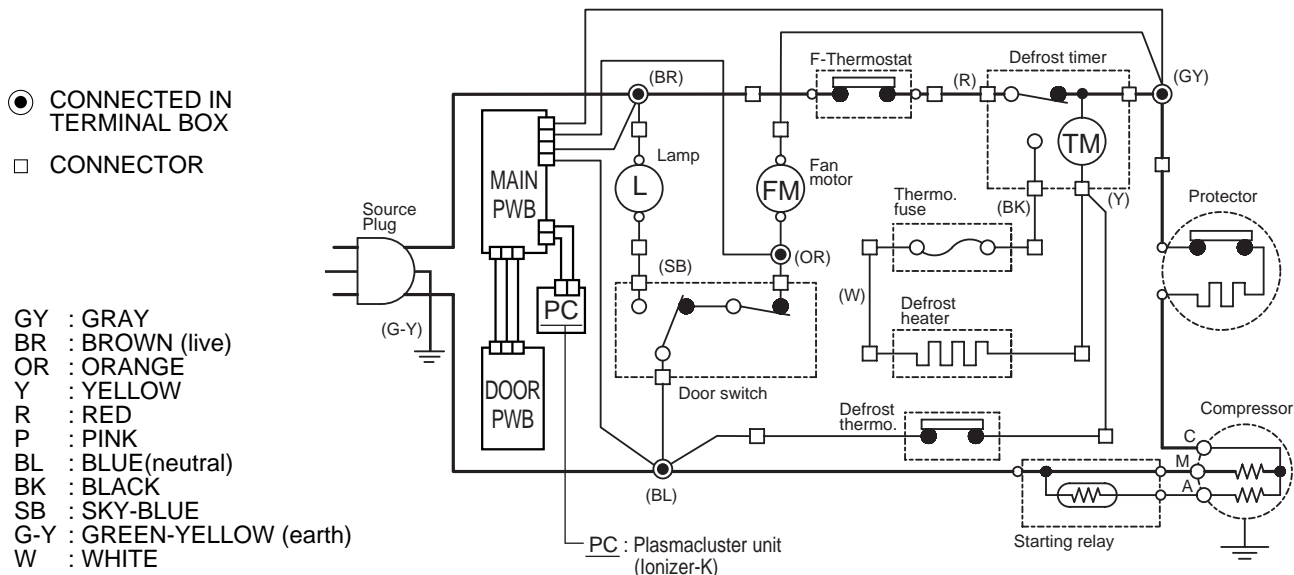 CONNECTED IN
TERMINAL BOX
CONNECTOR
GY : GRAY
BR : BROWN (live)
OR : ORANGE
Y : YELLOW
R : RED
P : PINK
BL : BLUE(neutral)
BK : BLACK
SB : SKY-BLUE
G-Y : GREEN-YELLOW (earth)
W : WHITE
Source
Plug
(G-Y)
MAIN
PWB
PC
DOOR
PWB
(BR)
Lamp
L
(SB)
FM
Fan
motor
(OR)
Door switch
F-Thermostat
(R)
Defrost timer
(GY)
TM
(BK)
(Y)
Thermo.
fuse
(W)
Defrost
heater
Defrost
thermo.
(BL)
Protector
Compressor
C
M
A
Starting relay
PC : Plasmacluster unit
(Ionizer-K)